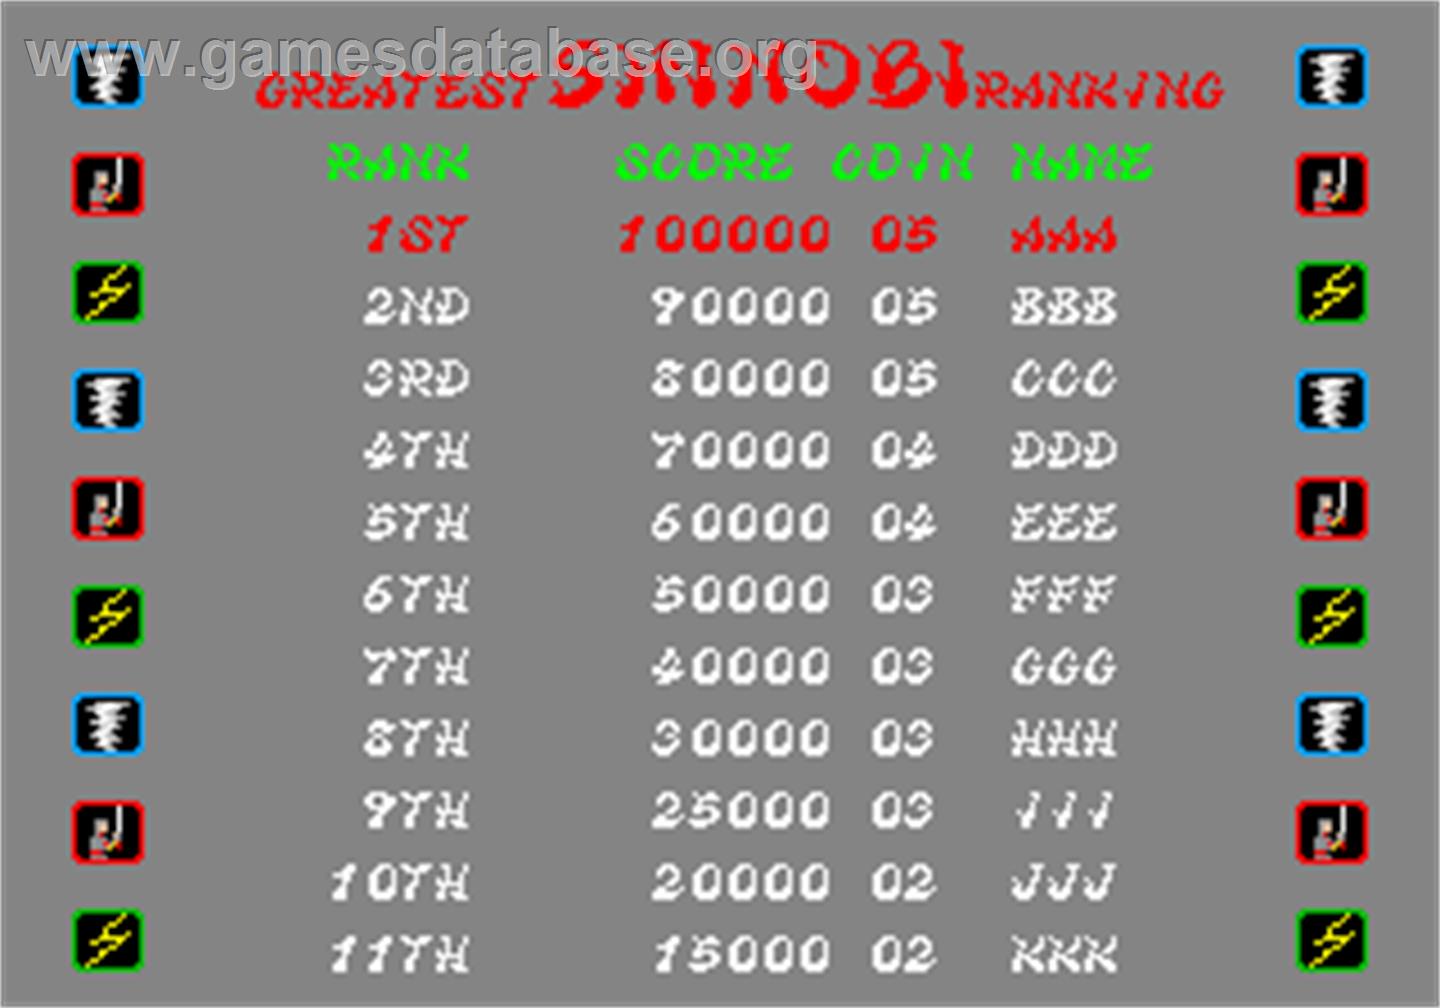 www.gamesdatabase.org
GREATEST SHINOBI RANKING
RANK SCORE COIN NAME
1ST 100000 05 AAA
2ND 90000 05 BBB
3RD 80000 05 CCC
4TH 70000 04 DDD
5TH 60000 04 EEE
6TH 50000 03 FFF
7TH 40000 03 GGG
8TH 30000 03 HHH
9TH 25000 03 III
10TH 20000 02 JJJ
11TH 15000 02 KKK